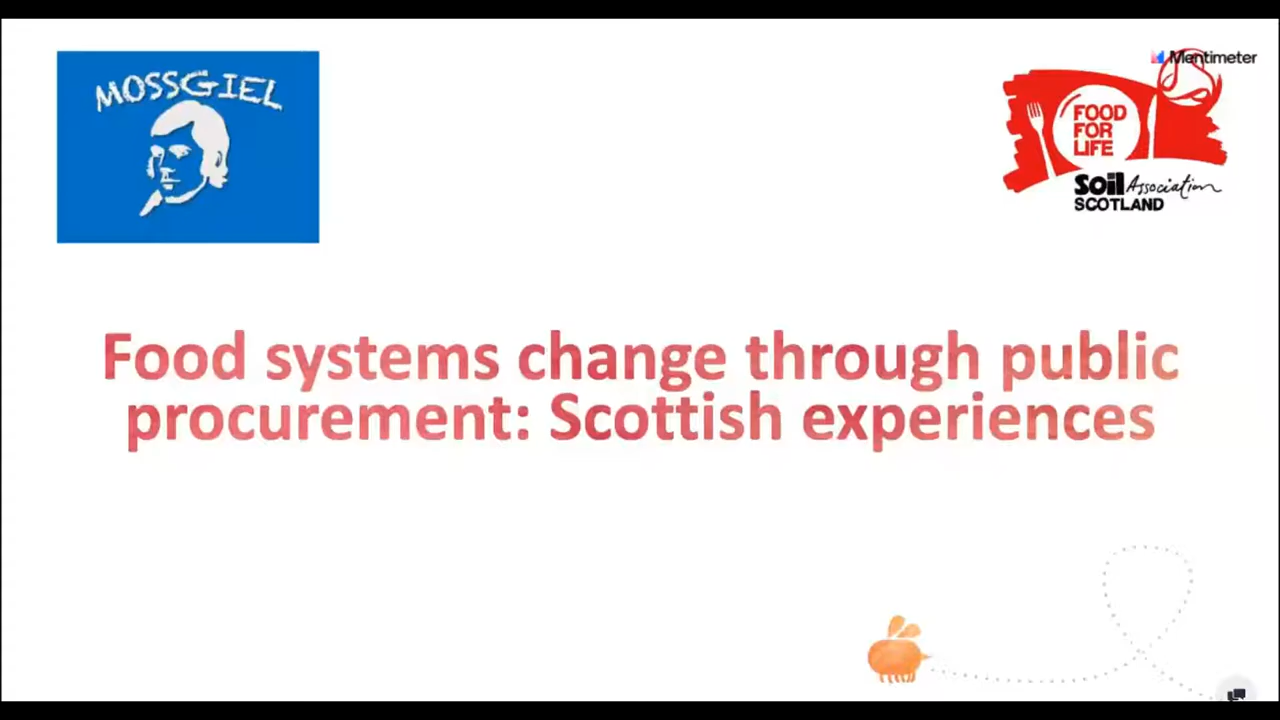 MOSSGIEL
Mentimeter
FOOD
FOR
LIFE
Soil Association
SCOTLAND
Food systems change through public
procurement: Scottish experiences